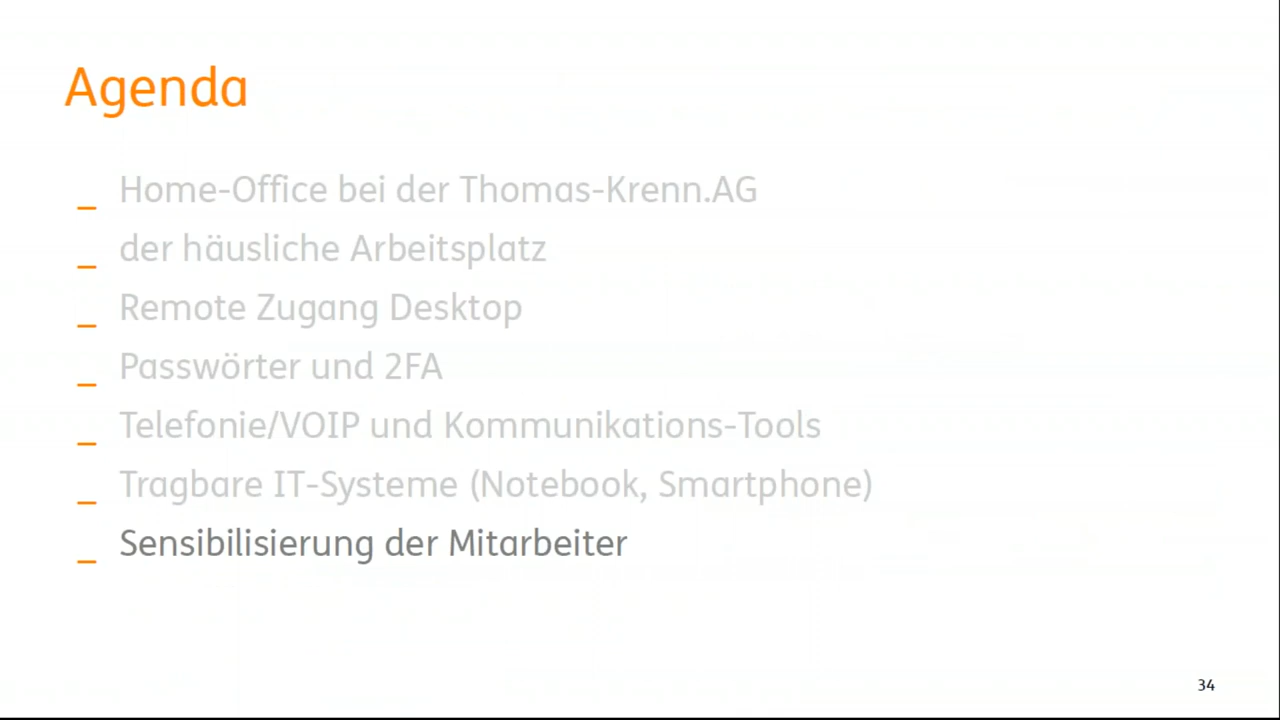 Agenda
_ Home-Office bei der Thomas-Krenn.AG
_ der häusliche Arbeitsplatz
_ Remote Zugang Desktop
_ Passwörter und 2FA
_ Telefonie/VOIP und Kommunikations-Tools
_ Tragbare IT-Systeme (Notebook, Smartphone)
_ Sensibilisierung der Mitarbeiter
34